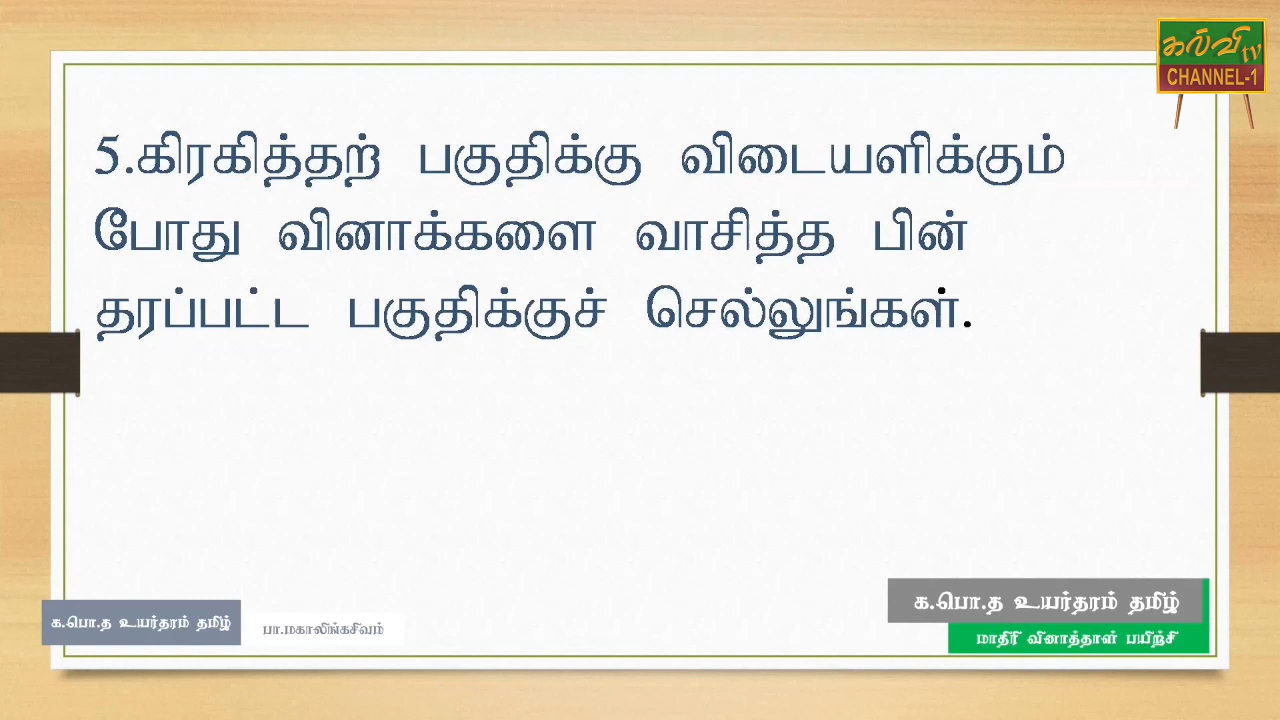 கல்வி tv
CHANNEL-1
5.கிரகித்தற் பகுதிக்கு விடையளிக்கும்
போது வினாக்களை வாசித்த பின்
தரப்பட்ட பகுதிக்குச் செல்லுங்கள்.
க.பொ.த உயர்தரம் தமிழ்
மாதிரி வினாத்தாள் பயிற்சி
க.பொ.த உயர்தரம் தமிழ்
பா.மகாலிங்கசிவம்